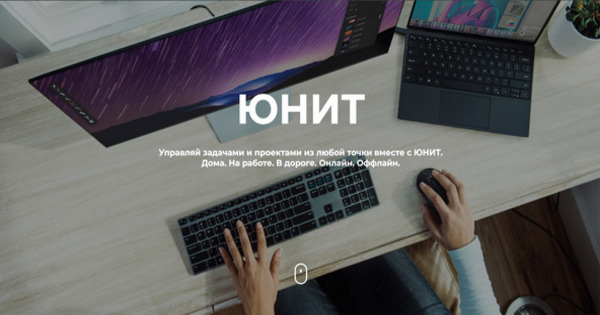 ЮНИТ
Управляй задачами и проектами из любой точки вместе с ЮНИТ.
Дома. На работе. В дороге. Онлайн. Оффлайн.